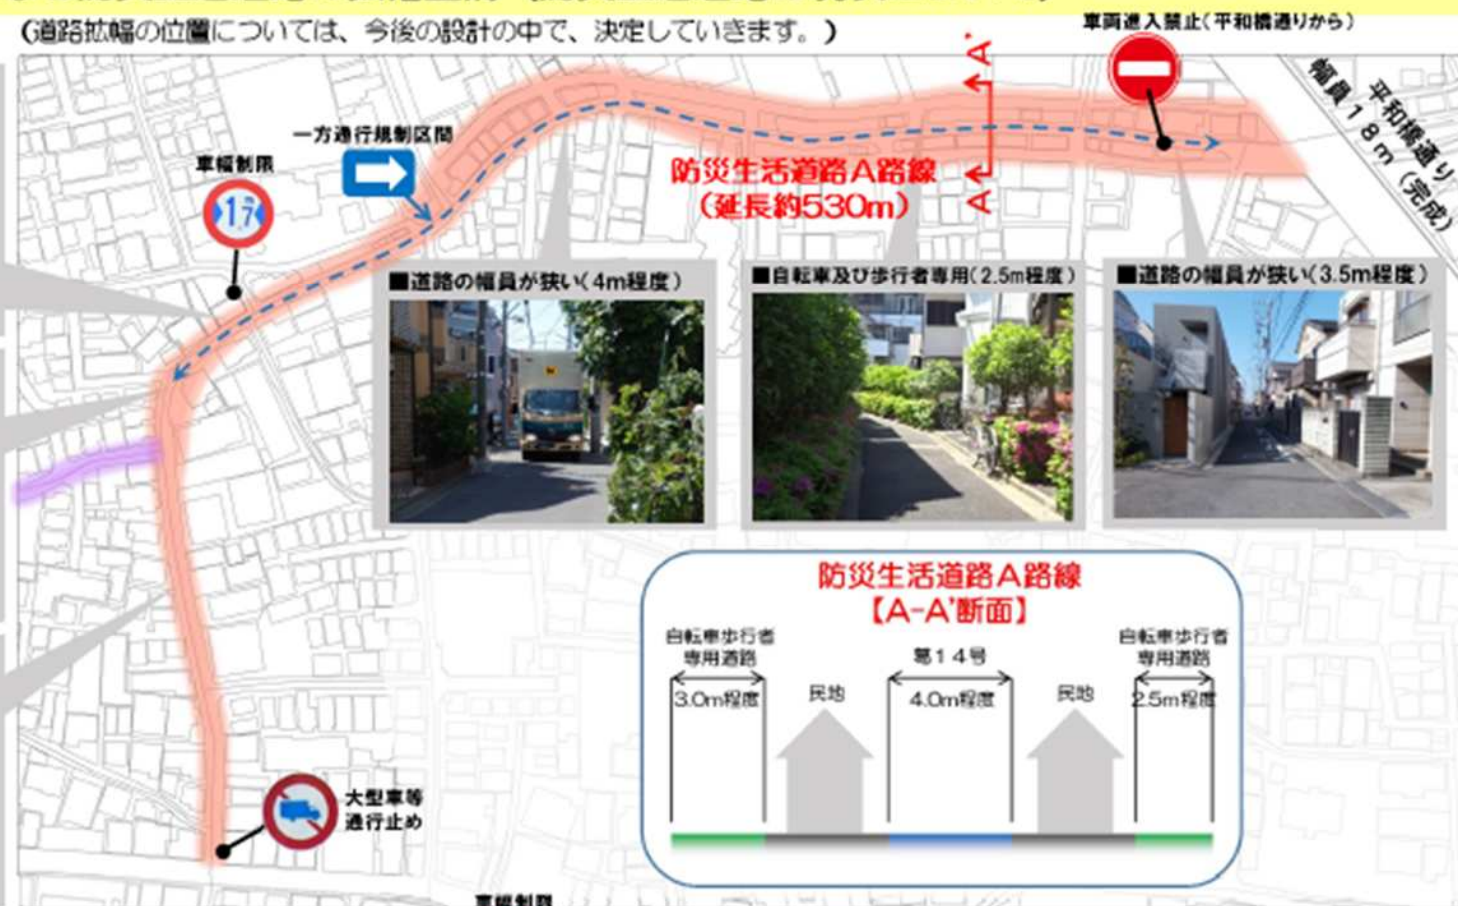 （道路拡幅の位置については、今後の設計の中で、決定していきます。）
車両進入禁止（平和橋通りから）
平和橋通り
幅員１８ｍ（完成）
A'
A
一方通行規制区間
車幅制限
1.7
防災生活道路Ａ路線
（延長約530m）
■道路の幅員が狭い（4m程度）
■自転車及び歩行者専用（2.5m程度）
■道路の幅員が狭い（3.5m程度）
防災生活道路Ａ路線
【A-A'断面】
自転車歩行者
専用道路
3.0m程度
民地
葛１４号
4.0m程度
民地
自転車歩行者
専用道路
2.5m程度
大型車等
通行止め
車幅制限